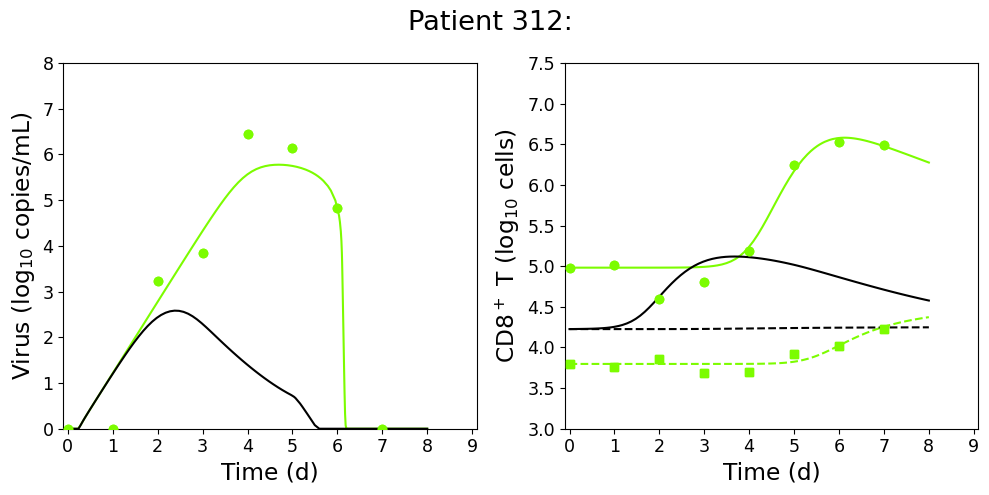 Patient 312:
Virus (log₁₀ copies/mL)
8
7
6
5
4
3
2
1
0
0 1 2 3 4 5 6 7 8 9
Time (d)
CD8⁺ T (log₁₀ cells)
7.5
7.0
6.5
6.0
5.5
5.0
4.5
4.0
3.5
3.0
0 1 2 3 4 5 6 7 8 9
Time (d)